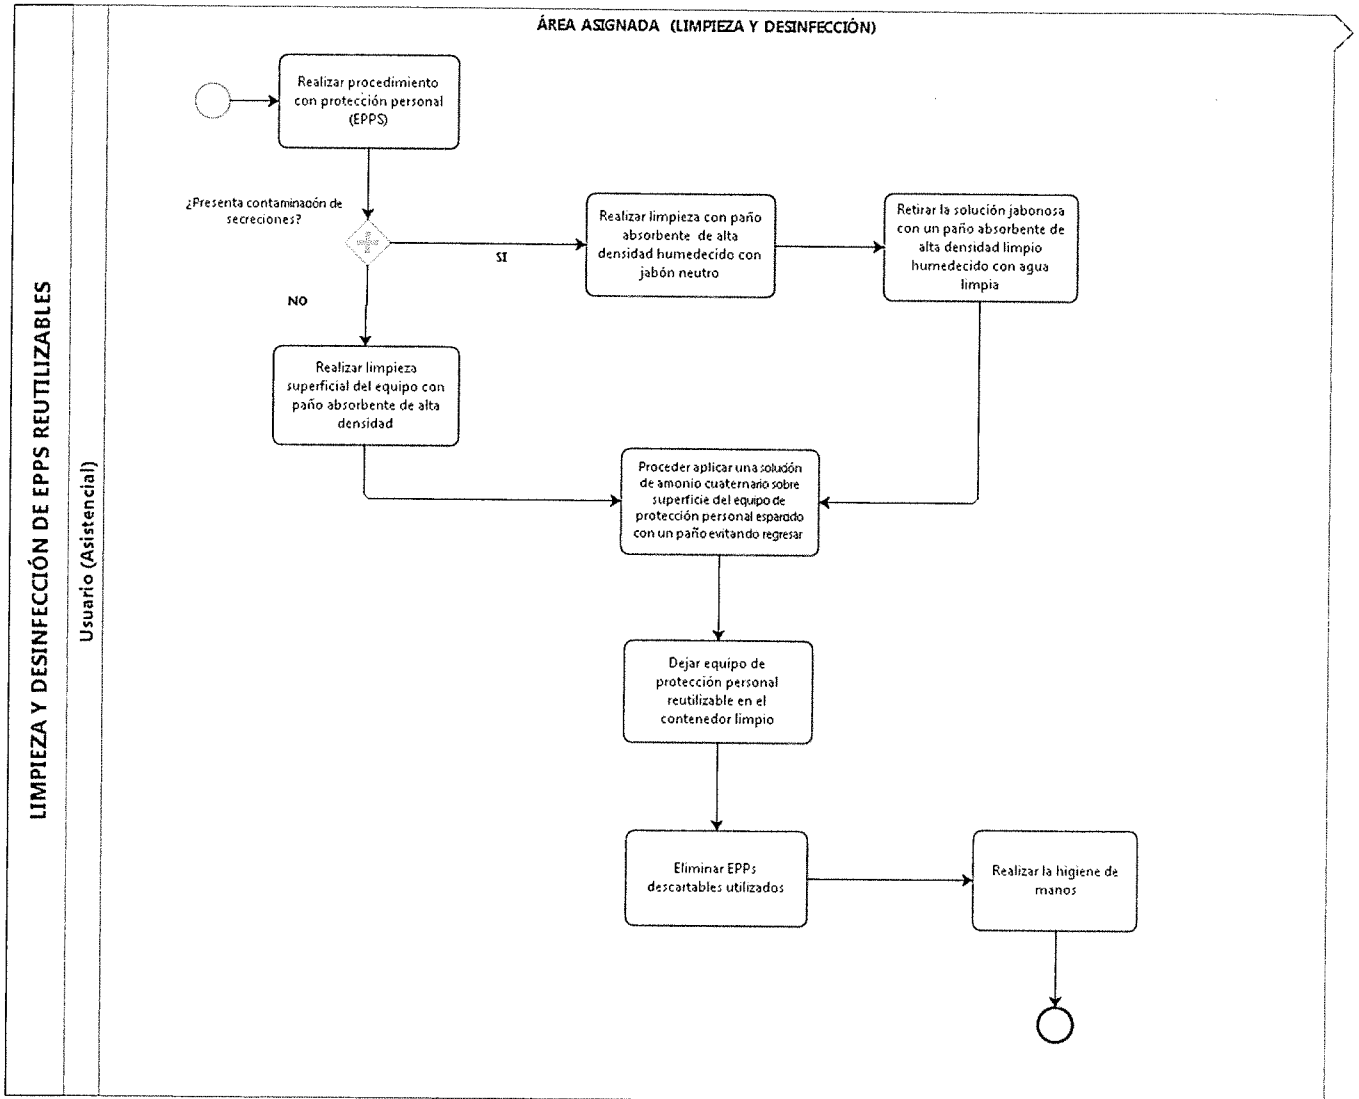 ÁREA ASIGNADA (LIMPIEZA Y DESINFECCIÓN)
LIMPIEZA Y DESINFECCIÓN DE EPPS REUTILIZABLES
Usuario (Asistencial)
Realizar procedimiento
con protección personal
(EPPS)
¿Presenta contaminación de
secreciones?
SI
NO
Realizar limpieza con paño
absorbente de alta
densidad humedecido con
jabón neutro
Retirar la solución jabonosa
con un paño absorbente de
alta densidad limpio
humedecido con agua
limpia
Realizar limpieza
superficial del equipo con
paño absorbente de alta
densidad
Proceder aplicar una solución
de amonio cuaternario sobre
superficie del equipo de
protección personal esparcido
con un paño evitando regresar
Dejar equipo de
protección personal
reutilizable en el
contenedor limpio
Eliminar EPPs
descartables utilizados
Realizar la higiene de
manos